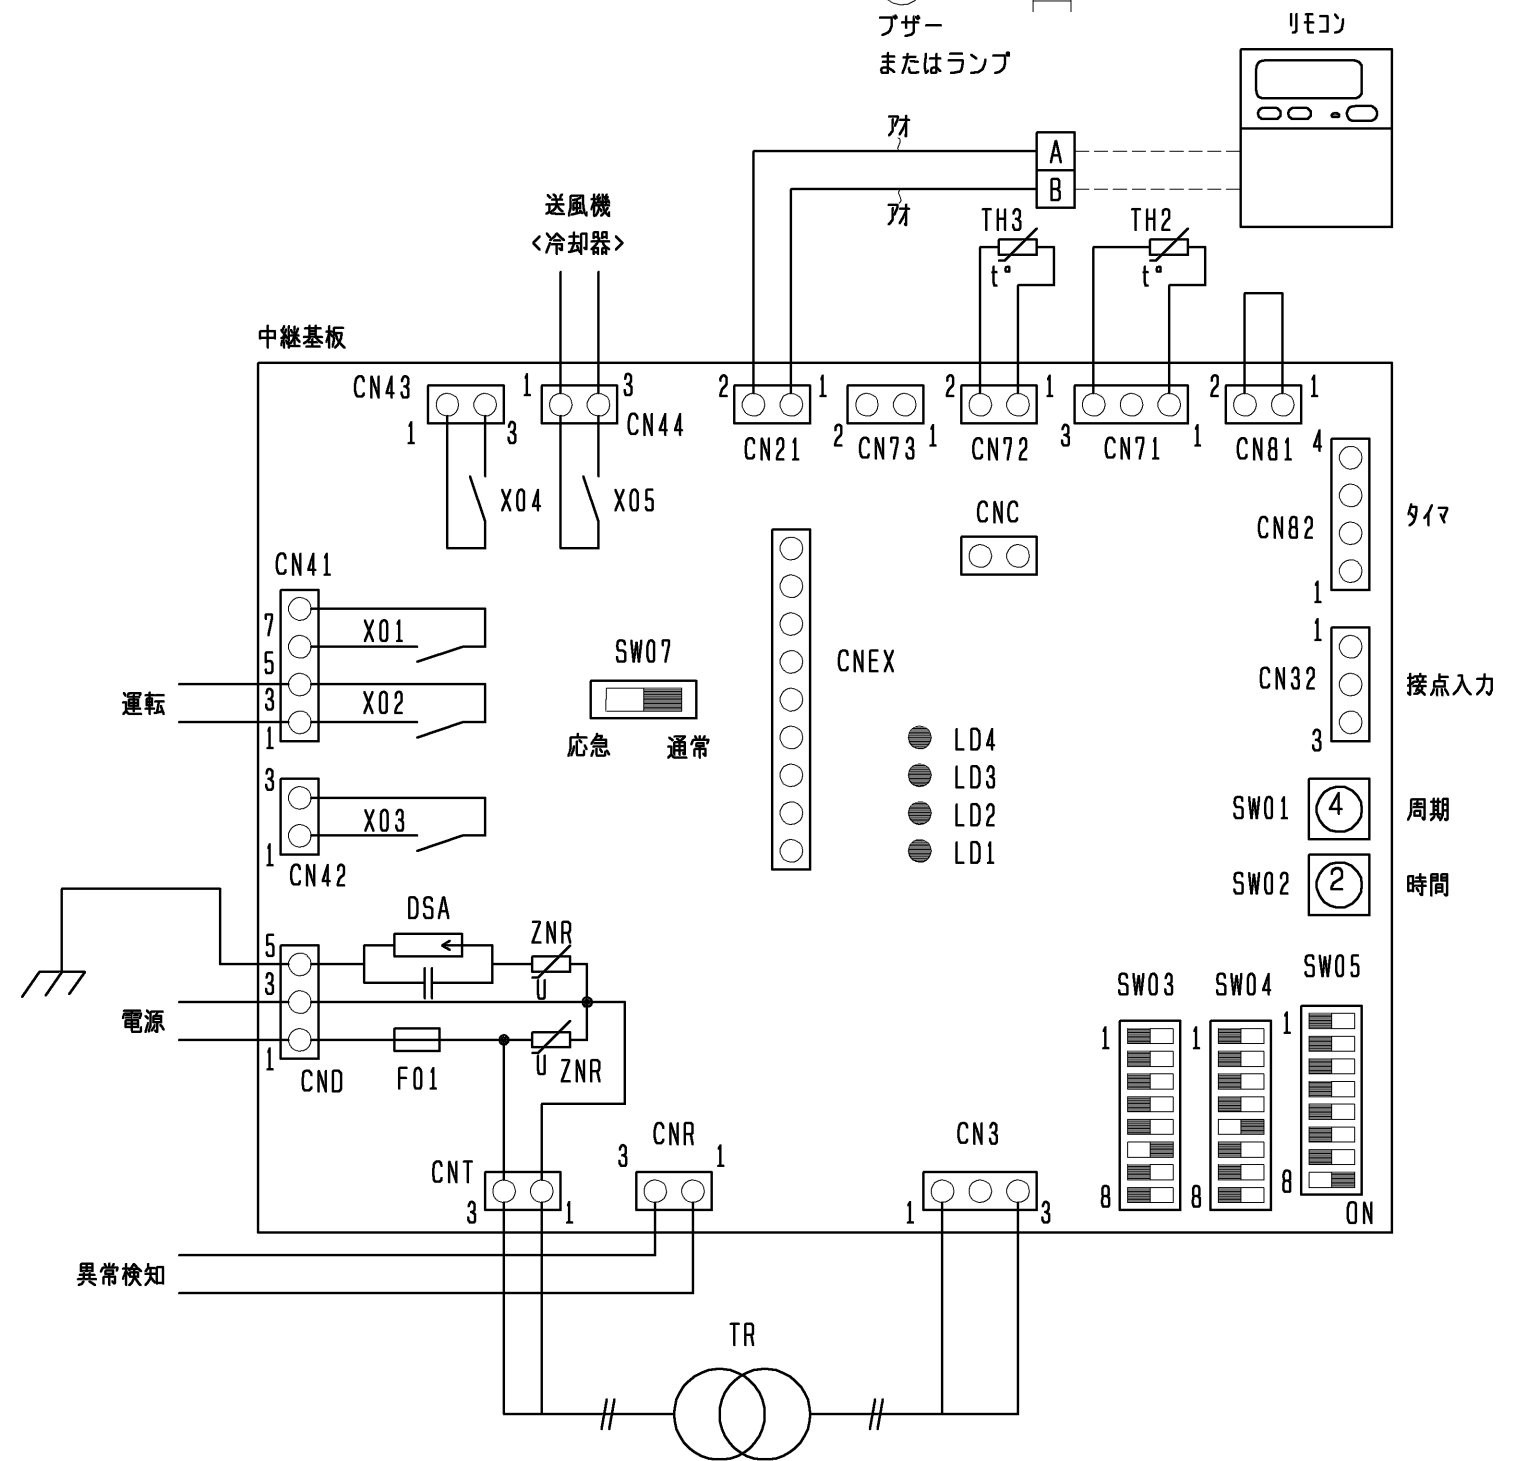 ブザー
またはランプ
リモコン
アオ
A
B
アオ
送風機
<冷却器>
TH3
t°
TH2
t°
中継基板
CN43
1
3
1
3
CN44
2
1
CN21
2
1
CN73
2
1
CN72
3
1
CN71
2
1
CN81
X04
X05
CNC
4
CN82
1
タイマ
CN41
7
5
3
1
X01
X02
運転
SW07
応急
通常
CNEX
1
CN32
3
接点入力
LD4
LD3
LD2
LD1
3
1
X03
CN42
SW01
4
周期
SW02
2
時間
DSA
ZNR
U
5
3
1
電源
CND
F01
U
ZNR
SW03
1
8
SW04
1
8
SW05
1
8
ON
CNT
3
1
CNR
3
1
CN3
1
3
異常検知
TR